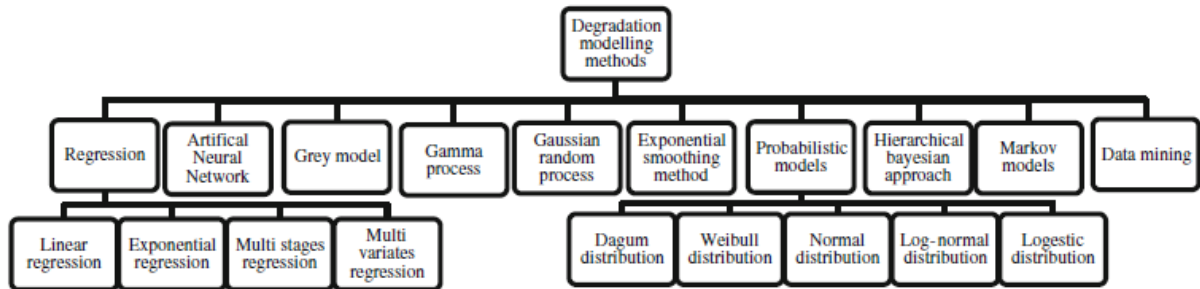 Degradation
modelling
methods
Regression
Artifical
Neural
Network
Grey model
Gamma
process
Gaussian
random
process
Exponential
smoothing
method
Probabilistic
models
Hierarchical
bayesian
approach
Markov
models
Data mining
Linear
regression
Exponential
regression
Multi stages
regression
Multi
variates
regression
Dagum
distribution
Weibull
distribution
Normal
distribution
Log-normal
distribution
Logestic
distribution